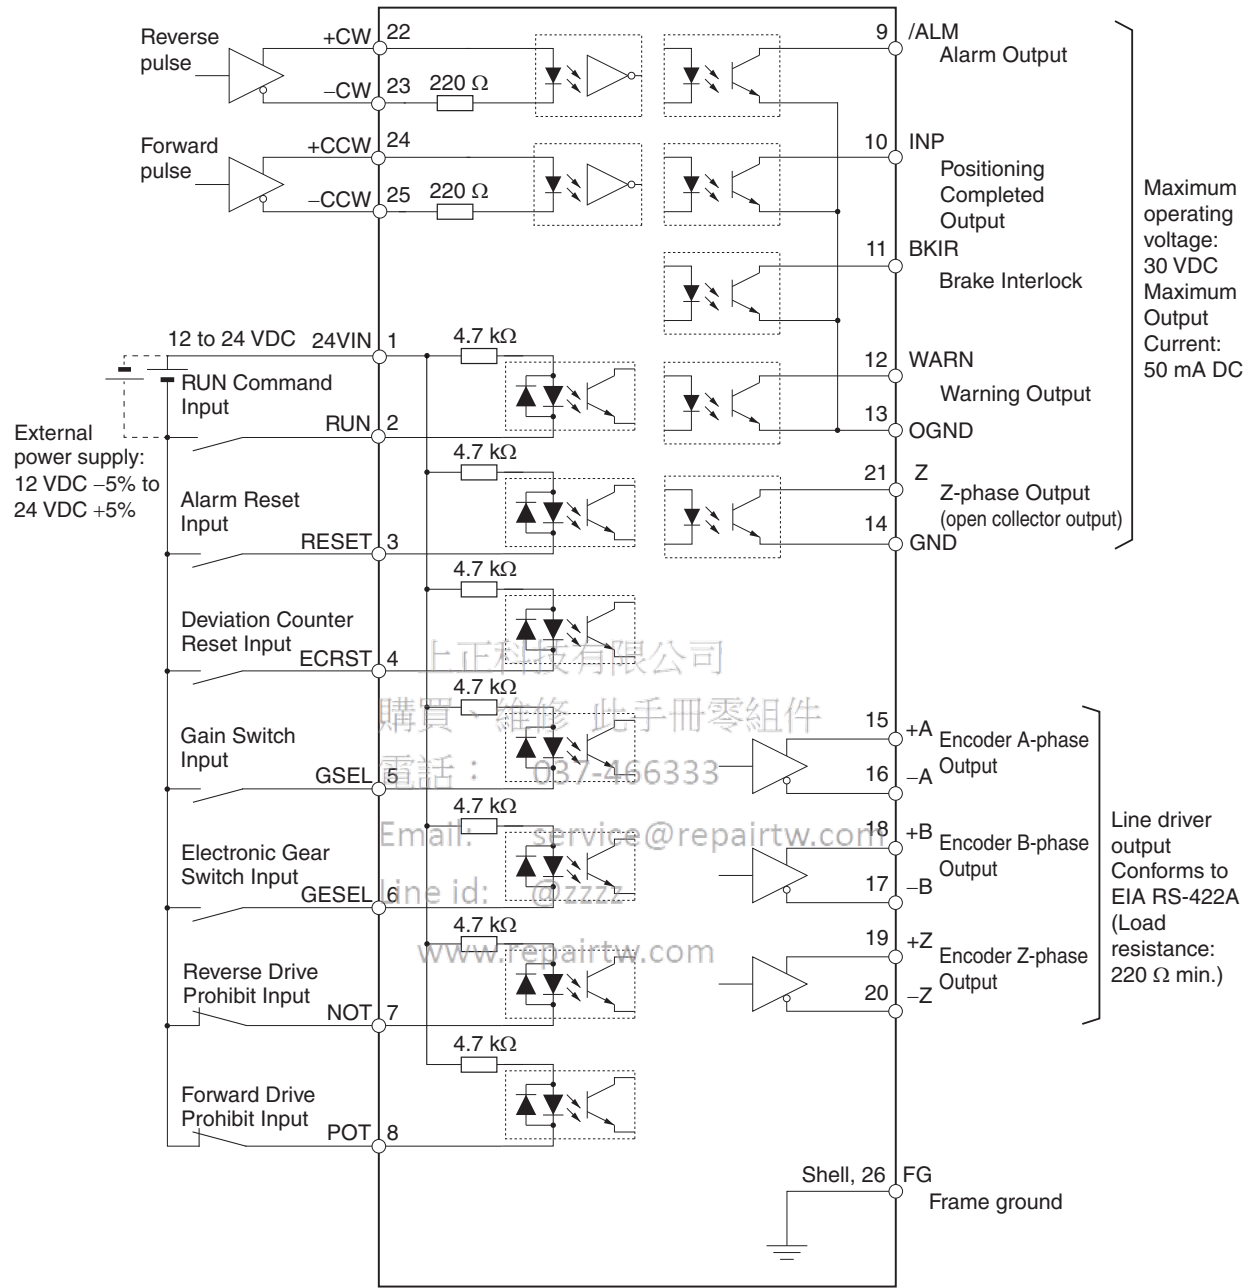 Reverse
pulse
+CW 22
−CW 23
220 Ω
Forward
pulse
+CCW 24
−CCW 25
220 Ω
12 to 24 VDC 24VIN 1
4.7 kΩ
RUN Command
Input
RUN 2
External
power supply:
12 VDC −5% to
24 VDC +5%
4.7 kΩ
Alarm Reset
Input
RESET 3
4.7 kΩ
Deviation Counter
Reset Input
ECRST 4
4.7 kΩ
Gain Switch
Input
GSEL 5
4.7 kΩ
Electronic Gear
Switch Input
GESEL 6
4.7 kΩ
Reverse Drive
Prohibit Input
NOT 7
4.7 kΩ
Forward Drive
Prohibit Input
POT 8
9 /ALM
Alarm Output
10 INP
Positioning
Completed
Output
11 BKIR
Brake Interlock
12 WARN
Warning Output
13
OGND
21 Z
Z-phase Output
(open collector output)
14
GND
Maximum
operating
voltage:
30 VDC
Maximum
Output
Current:
50 mA DC
15 +A
Encoder A-phase
Output
16 −A
18 +B
Encoder B-phase
Output
17 −B
19 +Z
Encoder Z-phase
Output
20 −Z
Line driver
output
Conforms to
EIA RS-422A
(Load
resistance:
220 Ω min.)
Shell, 26 FG
Frame ground
上正科技有限公司
購買、維修 此手冊零組件
電話： 037-466333
Email: service@repairtw.com
Line id: @zzzz
www.repairtw.com